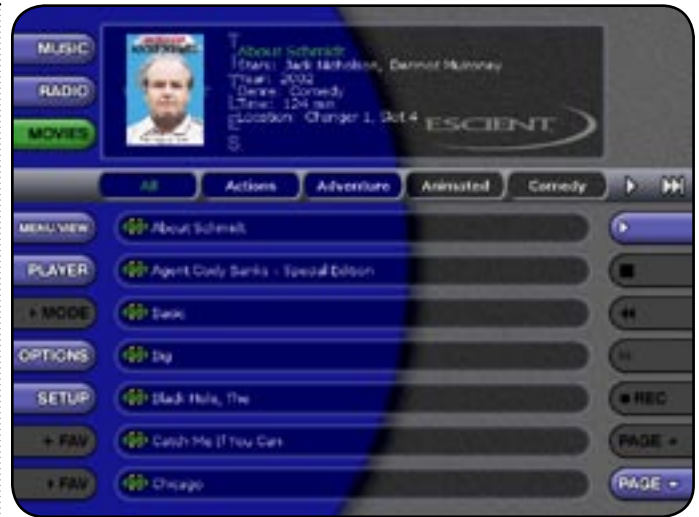 MUSIC
RADIO
MOVIES
ABOUT SCHMIDT
TITLES
About Schmidt
Stars: Jack Nicholson, Dermot Mulroney
Year: 2002
Genre: Comedy
Time: 124 min
Location: Changer 1, Slot 4
ESCIENT
All
Actions
Adventure
Animated
Comedy
MENU/VIEW
About Schmidt
PLAYER
Agent Cody Banks - Special Edition
MODE
Basic
OPTIONS
Big
SETUP
Black Hole, The
REC
+ FAV
Catch Me If You Can
PAGE +
FAV
Chicago
PAGE -